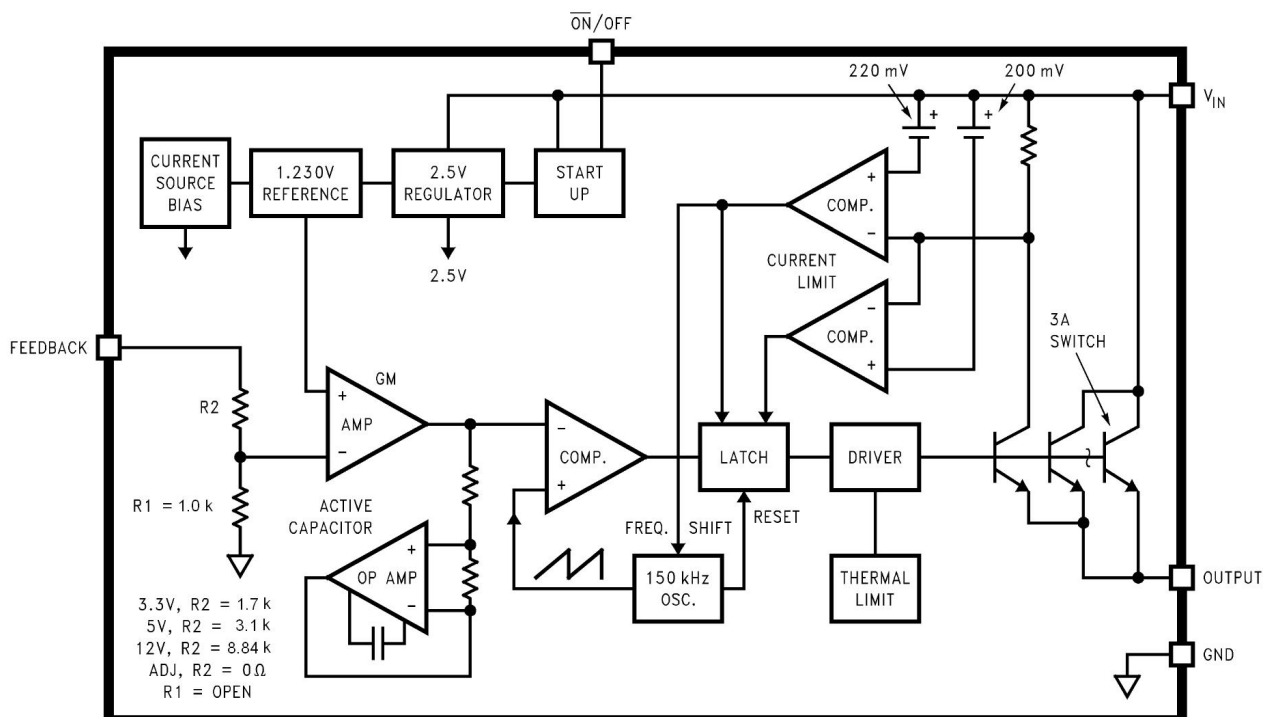 ON/OFF
220 mV
200 mV
+
+
VIN
CURRENT
SOURCE
BIAS
1.230V
REFERENCE
2.5V
REGULATOR
START
UP
2.5V
+
COMP.
−
CURRENT
LIMIT
−
COMP.
+
3A
SWITCH
FEEDBACK
R2
R1 = 1.0 k
GM
+
AMP
−
−
COMP.
+
LATCH
DRIVER
ACTIVE
CAPACITOR
+
OP AMP
−
FREQ. SHIFT
RESET
150 kHz
OSC.
THERMAL
LIMIT
OUTPUT
GND
3.3V, R2 = 1.7 k
5V, R2 = 3.1 k
12V, R2 = 8.84 k
ADJ, R2 = 0 Ω
R1 = OPEN